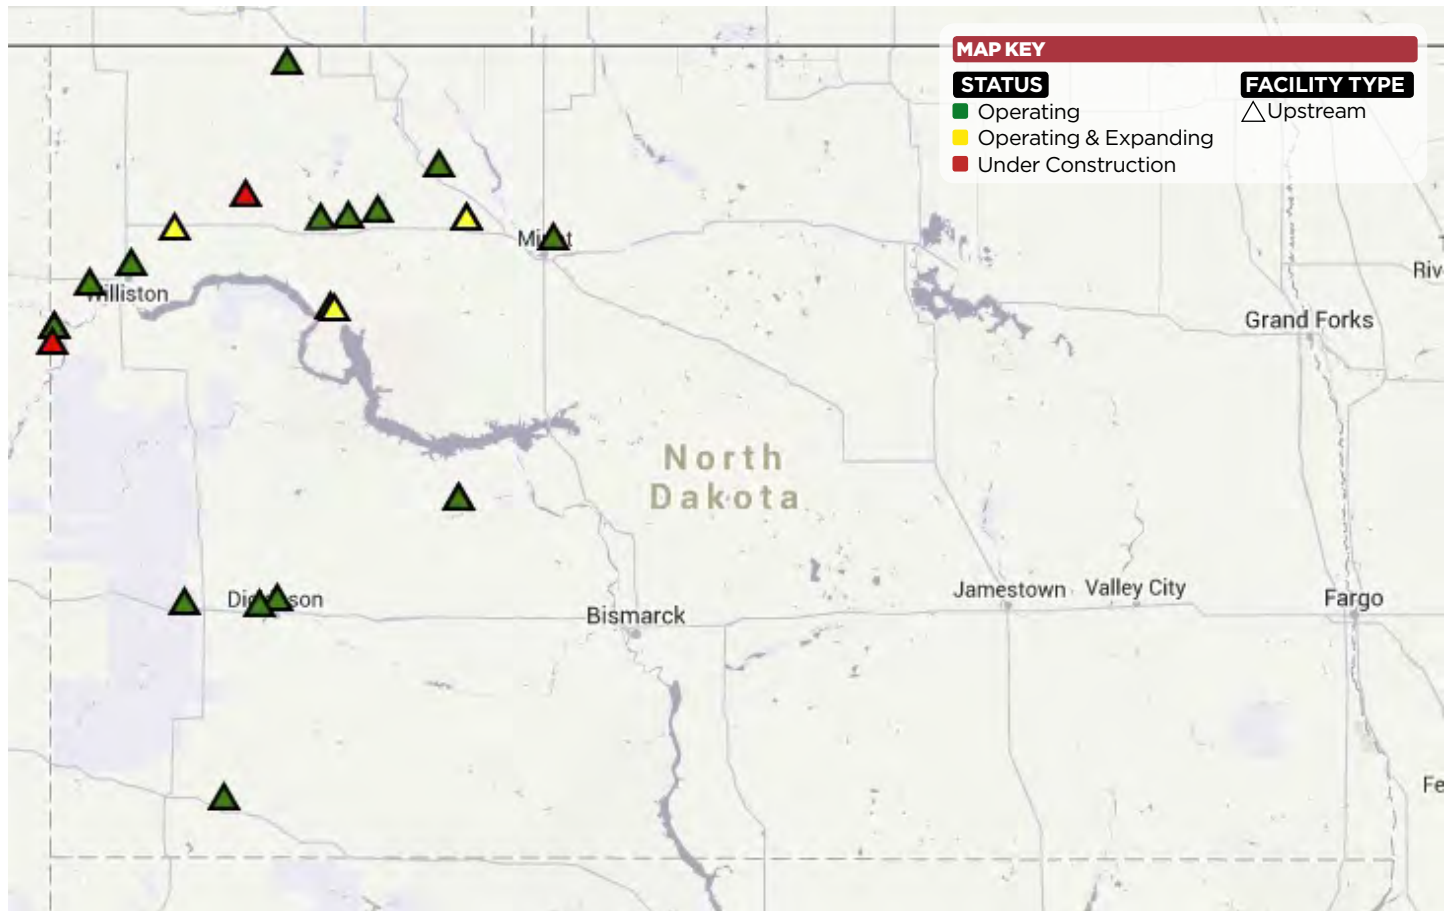 MAP KEY
STATUS
FACILITY TYPE
Operating
Upstream
Operating & Expanding
Under Construction
Williston
Grand Forks
North
Dakota
Jamestown
Valley City
Fargo
Bismarck